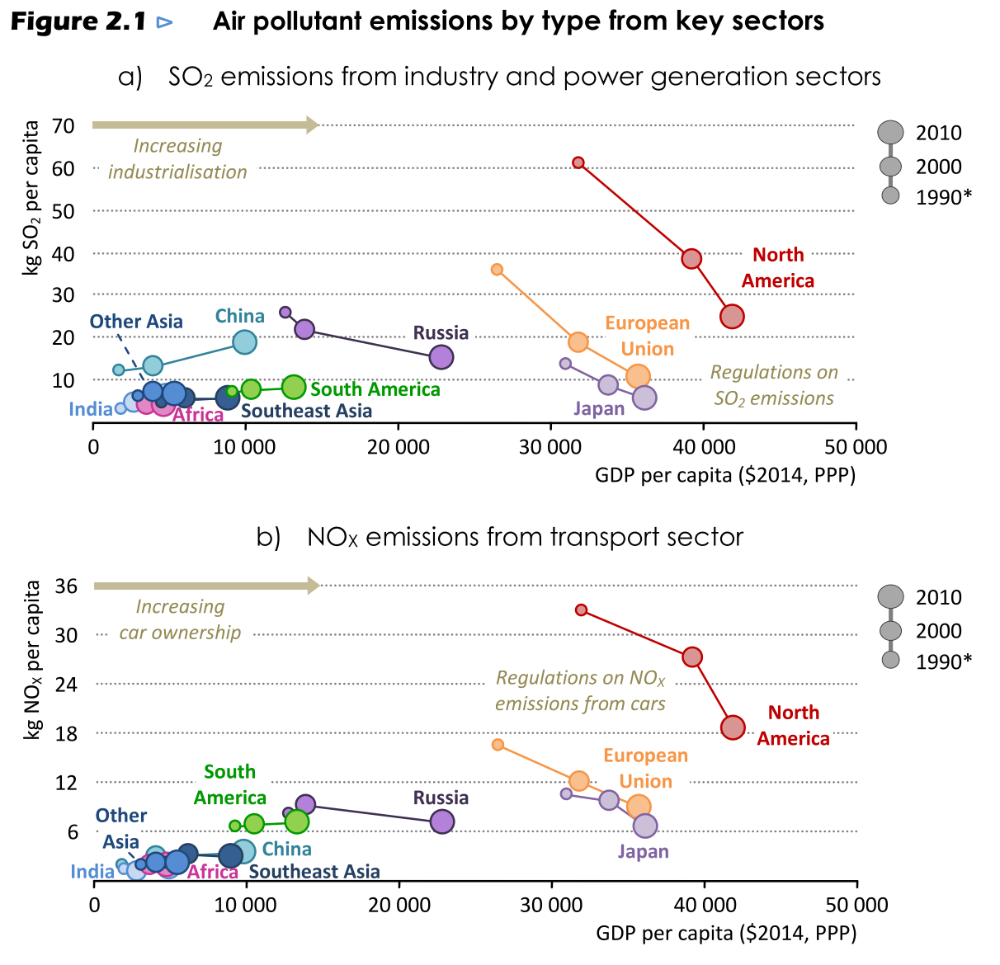 Figure 2.1 ▷ Air pollutant emissions by type from key sectors
a) SO₂ emissions from industry and power generation sectors
kg SO₂ per capita
70
60
50
40
30
20
10
Increasing
industrialisation
2010
2000
1990*
North
America
Other Asia
China
Russia
European
Union
South America
Regulations on
SO₂ emissions
India
Africa
Southeast Asia
Japan
0 10 000 20 000 30 000 40 000 50 000
GDP per capita ($2014, PPP)
b) NOₓ emissions from transport sector
kg NOₓ per capita
36
30
24
18
12
6
Increasing
car ownership
2010
2000
1990*
Regulations on NOₓ
emissions from cars
North
America
European
Union
South
America
Russia
Other
Asia
China
Japan
India
Africa
Southeast Asia
0 10 000 20 000 30 000 40 000 50 000
GDP per capita ($2014, PPP)